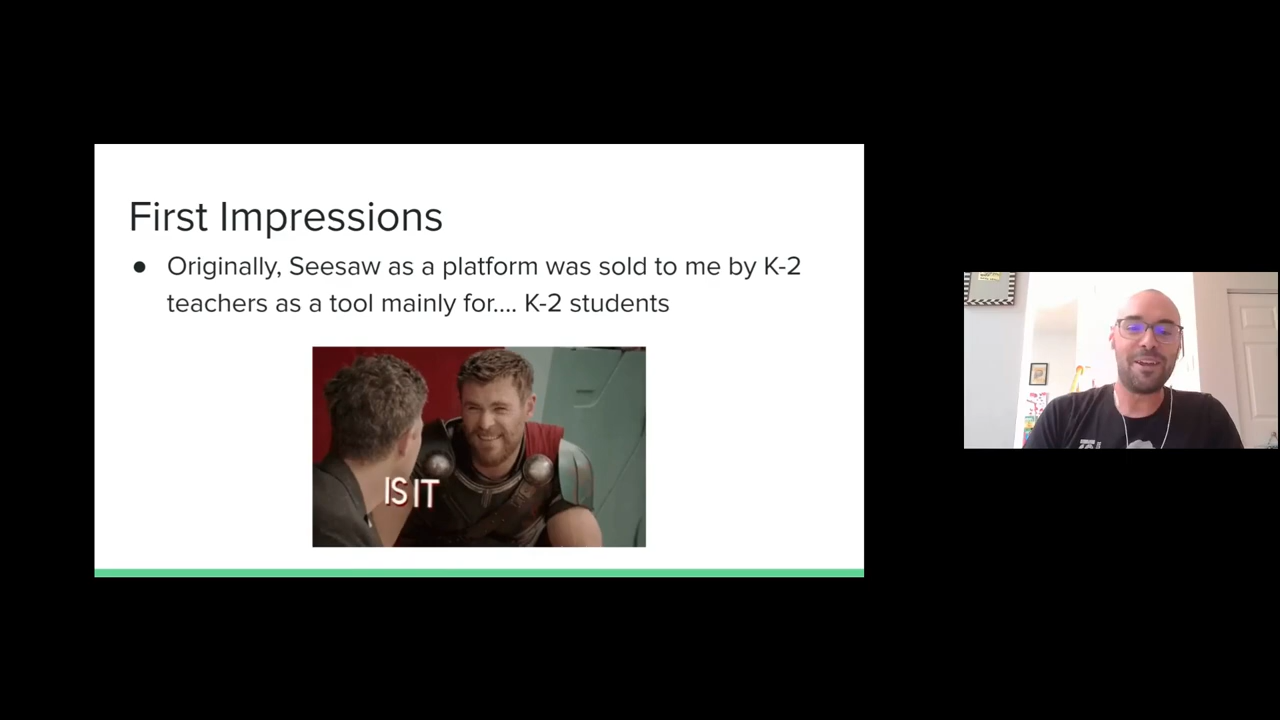 First Impressions
● Originally, Seesaw as a platform was sold to me by K-2
teachers as a tool mainly for.... K-2 students
IS IT